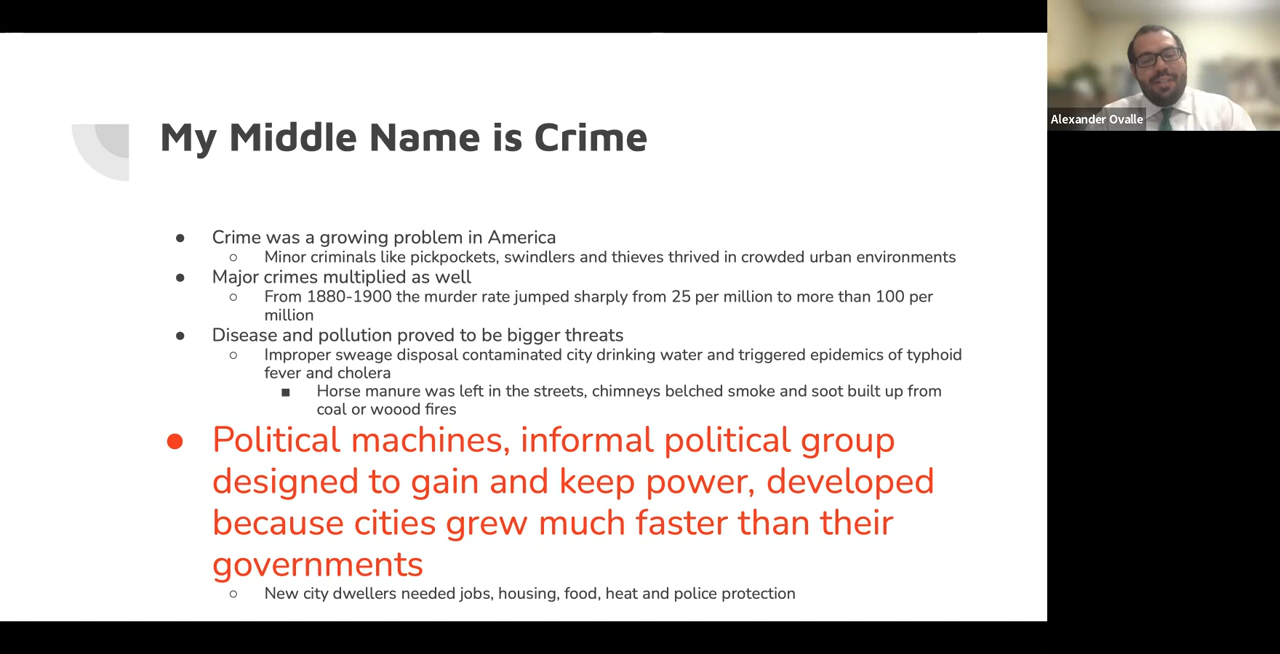 My Middle Name is Crime
● Crime was a growing problem in America
○ Minor criminals like pickpockets, swindlers and thieves thrived in crowded urban environments
● Major crimes multiplied as well
○ From 1880-1900 the murder rate jumped sharply from 25 per million to more than 100 per
million
● Disease and pollution proved to be bigger threats
○ Improper sweage disposal contaminated city drinking water and triggered epidemics of typhoid
fever and cholera
■ Horse manure was left in the streets, chimneys belched smoke and soot built up from
coal or woood fires
● Political machines, informal political group
designed to gain and keep power, developed
because cities grew much faster than their
governments
○ New city dwellers needed jobs, housing, food, heat and police protection
Alexander Ovalle